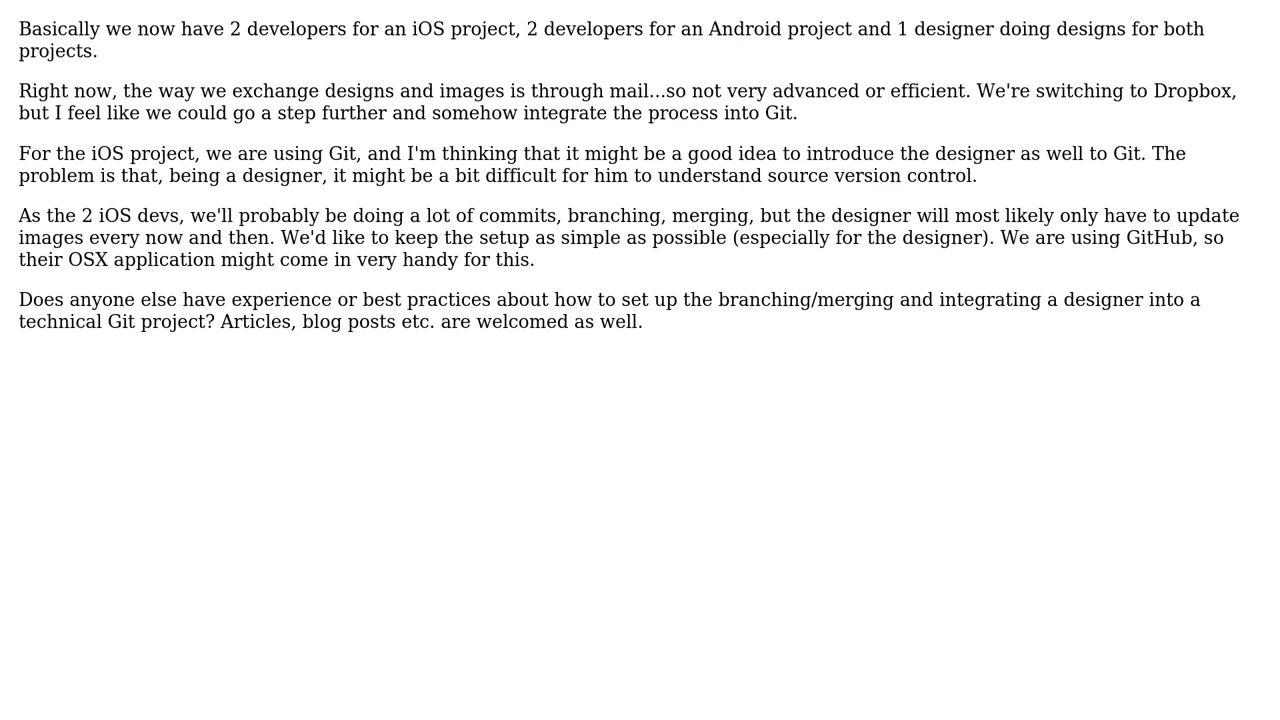 Basically we now have 2 developers for an iOS project, 2 developers for an Android project and 1 designer doing designs for both
projects.
Right now, the way we exchange designs and images is through mail...so not very advanced or efficient. We're switching to Dropbox,
but I feel like we could go a step further and somehow integrate the process into Git.
For the iOS project, we are using Git, and I'm thinking that it might be a good idea to introduce the designer as well to Git. The
problem is that, being a designer, it might be a bit difficult for him to understand source version control.
As the 2 iOS devs, we'll probably be doing a lot of commits, branching, merging, but the designer will most likely only have to update
images every now and then. We'd like to keep the setup as simple as possible (especially for the designer). We are using GitHub, so
their OSX application might come in very handy for this.
Does anyone else have experience or best practices about how to set up the branching/merging and integrating a designer into a
technical Git project? Articles, blog posts etc. are welcomed as well.